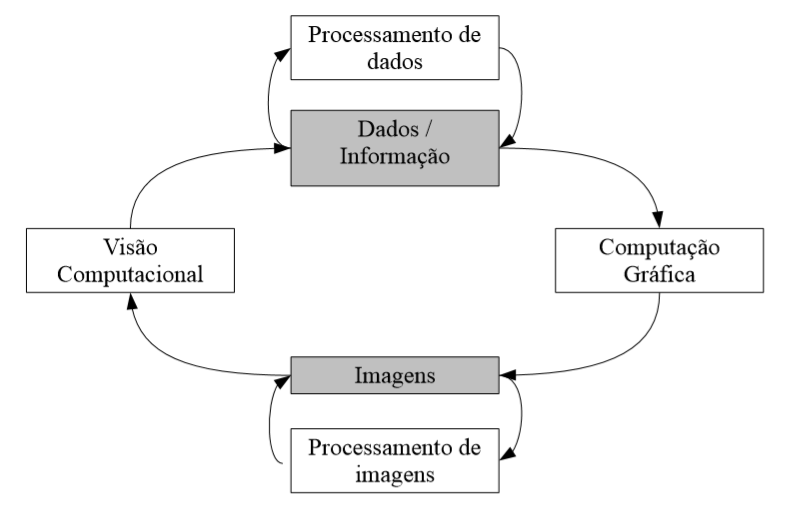 Processamento de
dados
Dados /
Informação
Visão
Computacional
Computação
Gráfica
Imagens
Processamento de
imagens